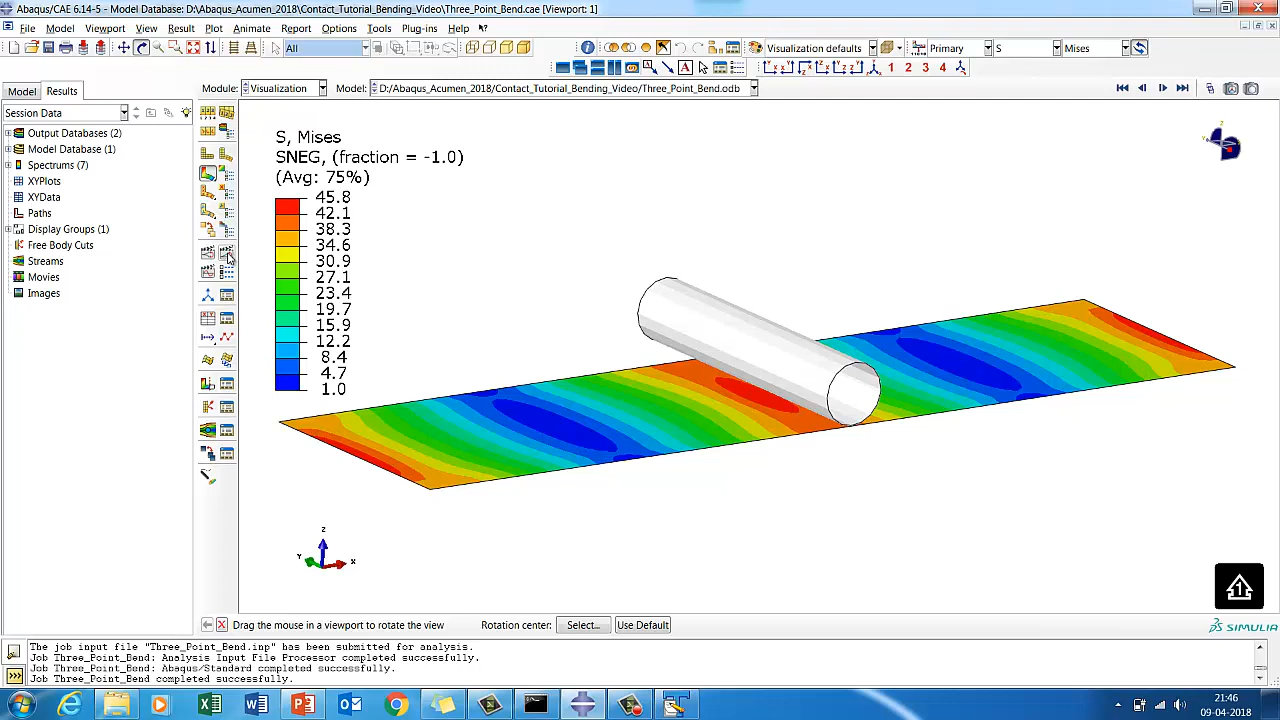 Abaqus/CAE 6.14-5 - Model Database: D:\Abaqus_Acumen_2018\Contact_Tutorial_Bending_Video\Three_Point_Bend.cae [Viewport: 1]
File Model Viewport View Result Plot Animate Report Options Tools Plug-ins Help
All Visualization defaults Primary S Mises
1 2 3 4
Model Results Module: Visualization Model: D:/Abaqus_Acumen_2018/Contact_Tutorial_Bending_Video/Three_Point_Bend.odb
Session Data
Output Databases (2)
Model Database (1)
Spectrums (7)
XYPlots
XYData
Paths
Display Groups (1)
Free Body Cuts
Streams
Movies
Images
S, Mises
SNEG, (fraction = -1.0)
(Avg: 75%)
45.8
42.1
38.3
34.6
30.9
27.1
23.4
19.7
15.9
12.2
8.4
4.7
1.0
Z
Y
X
Drag the mouse in a viewport to rotate the view Rotation center: Select... Use Default
SIMULIA
The job input file "Three_Point_Bend.inp" has been submitted for analysis.
Job Three_Point_Bend: Analysis Input File Processor completed successfully.
Job Three_Point_Bend: Abaqus/Standard completed successfully.
Job Three_Point_Bend completed successfully.
21:46
09-04-2018